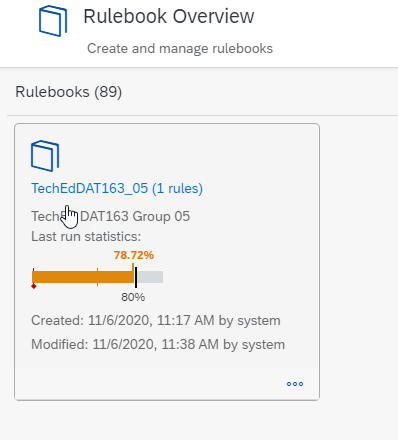 Rulebook Overview
Create and manage rulebooks
Rulebooks (89)
TechEdDAT163_05 (1 rules)
DAT163 Group 05
Last run statistics:
78.72%
80%
Created: 11/6/2020, 11:17 AM by system
Modified: 11/6/2020, 11:38 AM by system